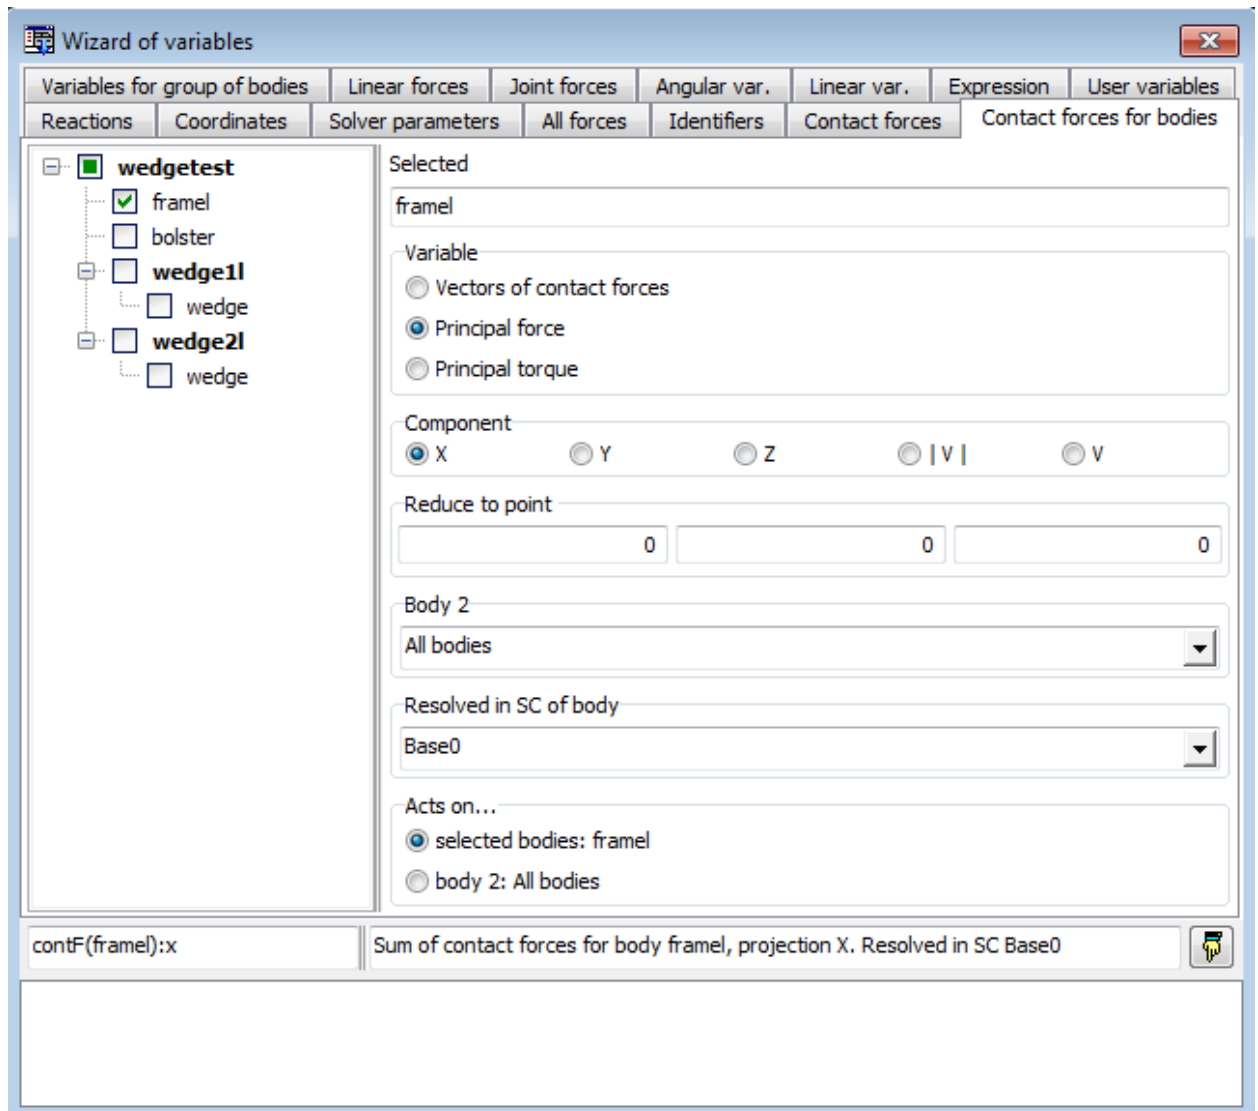 Wizard of variables
Variables for group of bodies Linear forces Joint forces Angular var. Linear var. Expression User variables
Reactions Coordinates Solver parameters All forces Identifiers Contact forces Contact forces for bodies
wedgetest
framel
bolster
wedge1l
wedge
wedge2l
wedge
Selected
framel
Variable
Vectors of contact forces
Principal force
Principal torque
Component
X Y Z | V | V
Reduce to point
0 0 0
Body 2
All bodies
Resolved in SC of body
Base0
Acts on...
selected bodies: framel
body 2: All bodies
contF(framel):x Sum of contact forces for body framel, projection X. Resolved in SC Base0